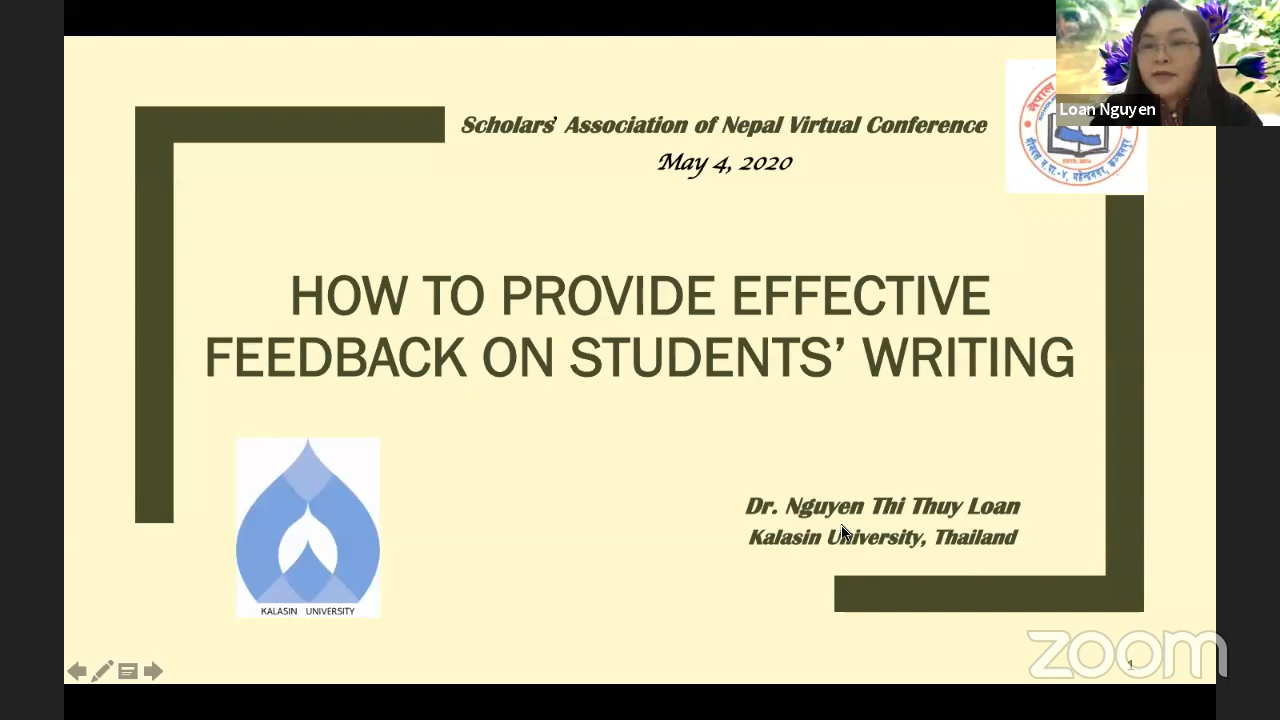 Scholars' Association of Nepal Virtual Conference
May 4, 2020
Loan Nguyen
HOW TO PROVIDE EFFECTIVE
FEEDBACK ON STUDENTS’ WRITING
KALASIN UNIVERSITY
Dr. Nguyen Thi Thuy Loan
Kalasin University, Thailand
zoom
1